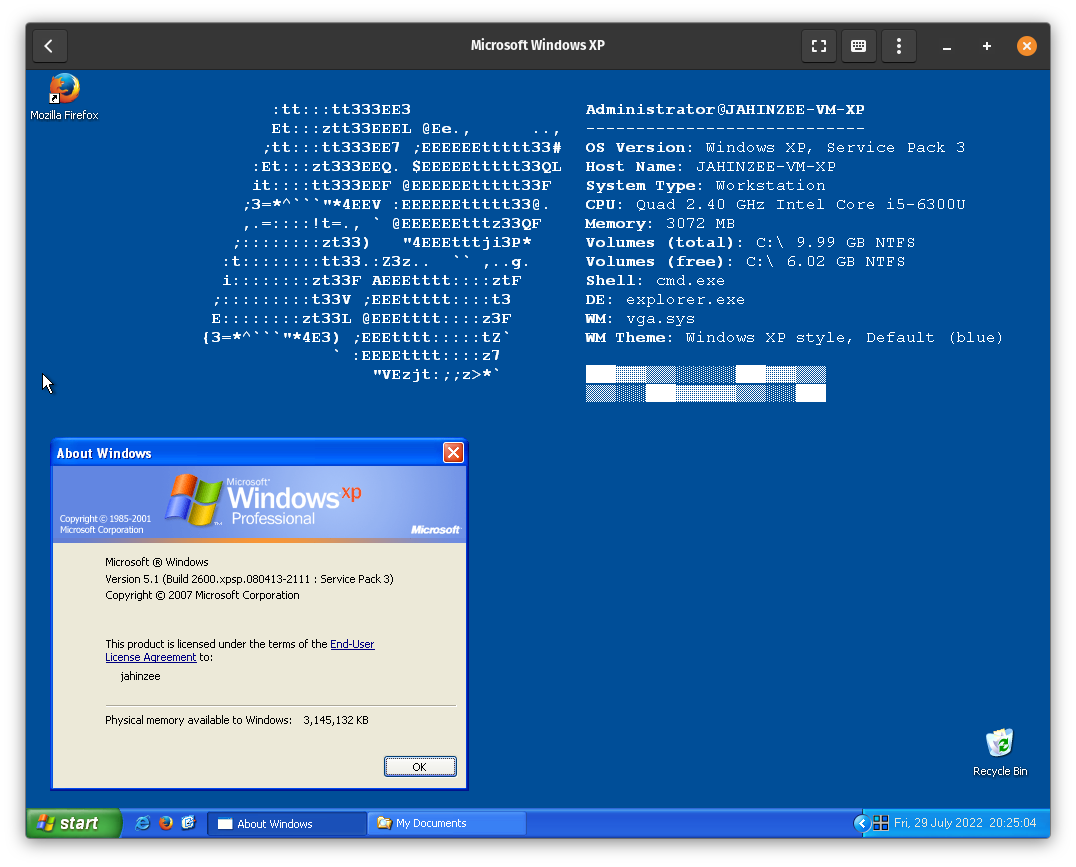 Microsoft Windows XP
Mozilla Firefox
:tt:::tt333EE3
Et:::ztt33EEEL @Ee.,      ..,
;tt:::tt333EE7 ;EEEEEEttttt33#
:Et:::zt333EEQ. $EEEEEttttt33QL
it::::tt333EEF @EEEEEEttttt33F
;3=*^```"*4EEV :EEEEEEttttt33@.
,.=::::!t=., ` @EEEEEEtttz33QF
;::::::::zt33)   "4EEEtttji3P*
:t::::::::tt33.:Z3z..  `` ,..g.
i::::::::zt33F AEEEtttt::::ztF
;:::::::::t33V ;EEEttttt::::t3
E::::::::zt33L @EEEtttt::::z3F
{3=*^```"*4E3) ;EEEtttt:::::tZ`
` :EEEEtttt::::z7
"VEzjt:;;z>*`
Administrator@JAHINZEE-VM-XP
----------------------------
OS Version: Windows XP, Service Pack 3
Host Name: JAHINZEE-VM-XP
System Type: Workstation
CPU: Quad 2.40 GHz Intel Core i5-6300U
Memory: 3072 MB
Volumes (total): C:\ 9.99 GB NTFS
Volumes (free): C:\ 6.02 GB NTFS
Shell: cmd.exe
DE: explorer.exe
WM: vga.sys
WM Theme: Windows XP style, Default (blue)
About Windows
Microsoft®
Windows xp
Professional
Copyright © 1985-2001
Microsoft Corporation
Microsoft
Microsoft ® Windows
Version 5.1 (Build 2600.xpsp.080413-2111 : Service Pack 3)
Copyright © 2007 Microsoft Corporation
This product is licensed under the terms of the End-User
License Agreement to:
jahinzee
Physical memory available to Windows: 3,145,132 KB
OK
Recycle Bin
start
About Windows
My Documents
Fri, 29 July 2022 20:25:04